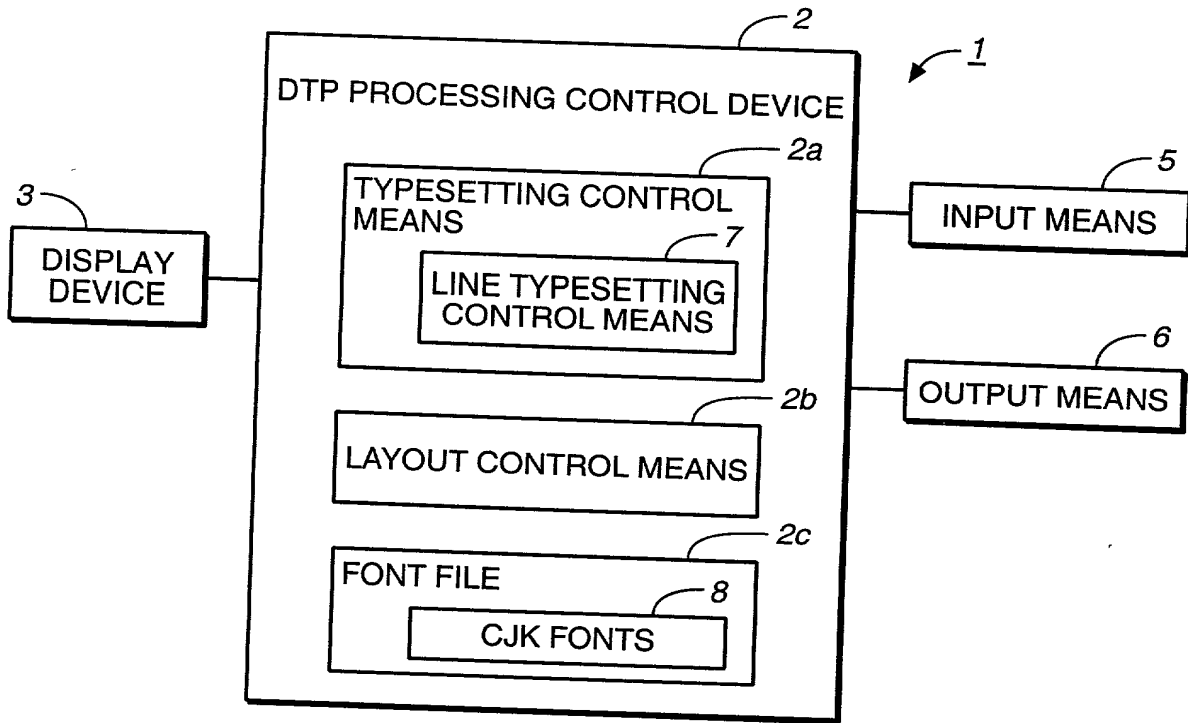 2
1
DTP PROCESSING CONTROL DEVICE
2a
TYPESETTING CONTROL
MEANS
7
LINE TYPESETTING
CONTROL MEANS
3
DISPLAY
DEVICE
5
INPUT MEANS
6
OUTPUT MEANS
2b
LAYOUT CONTROL MEANS
2c
FONT FILE
8
CJK FONTS